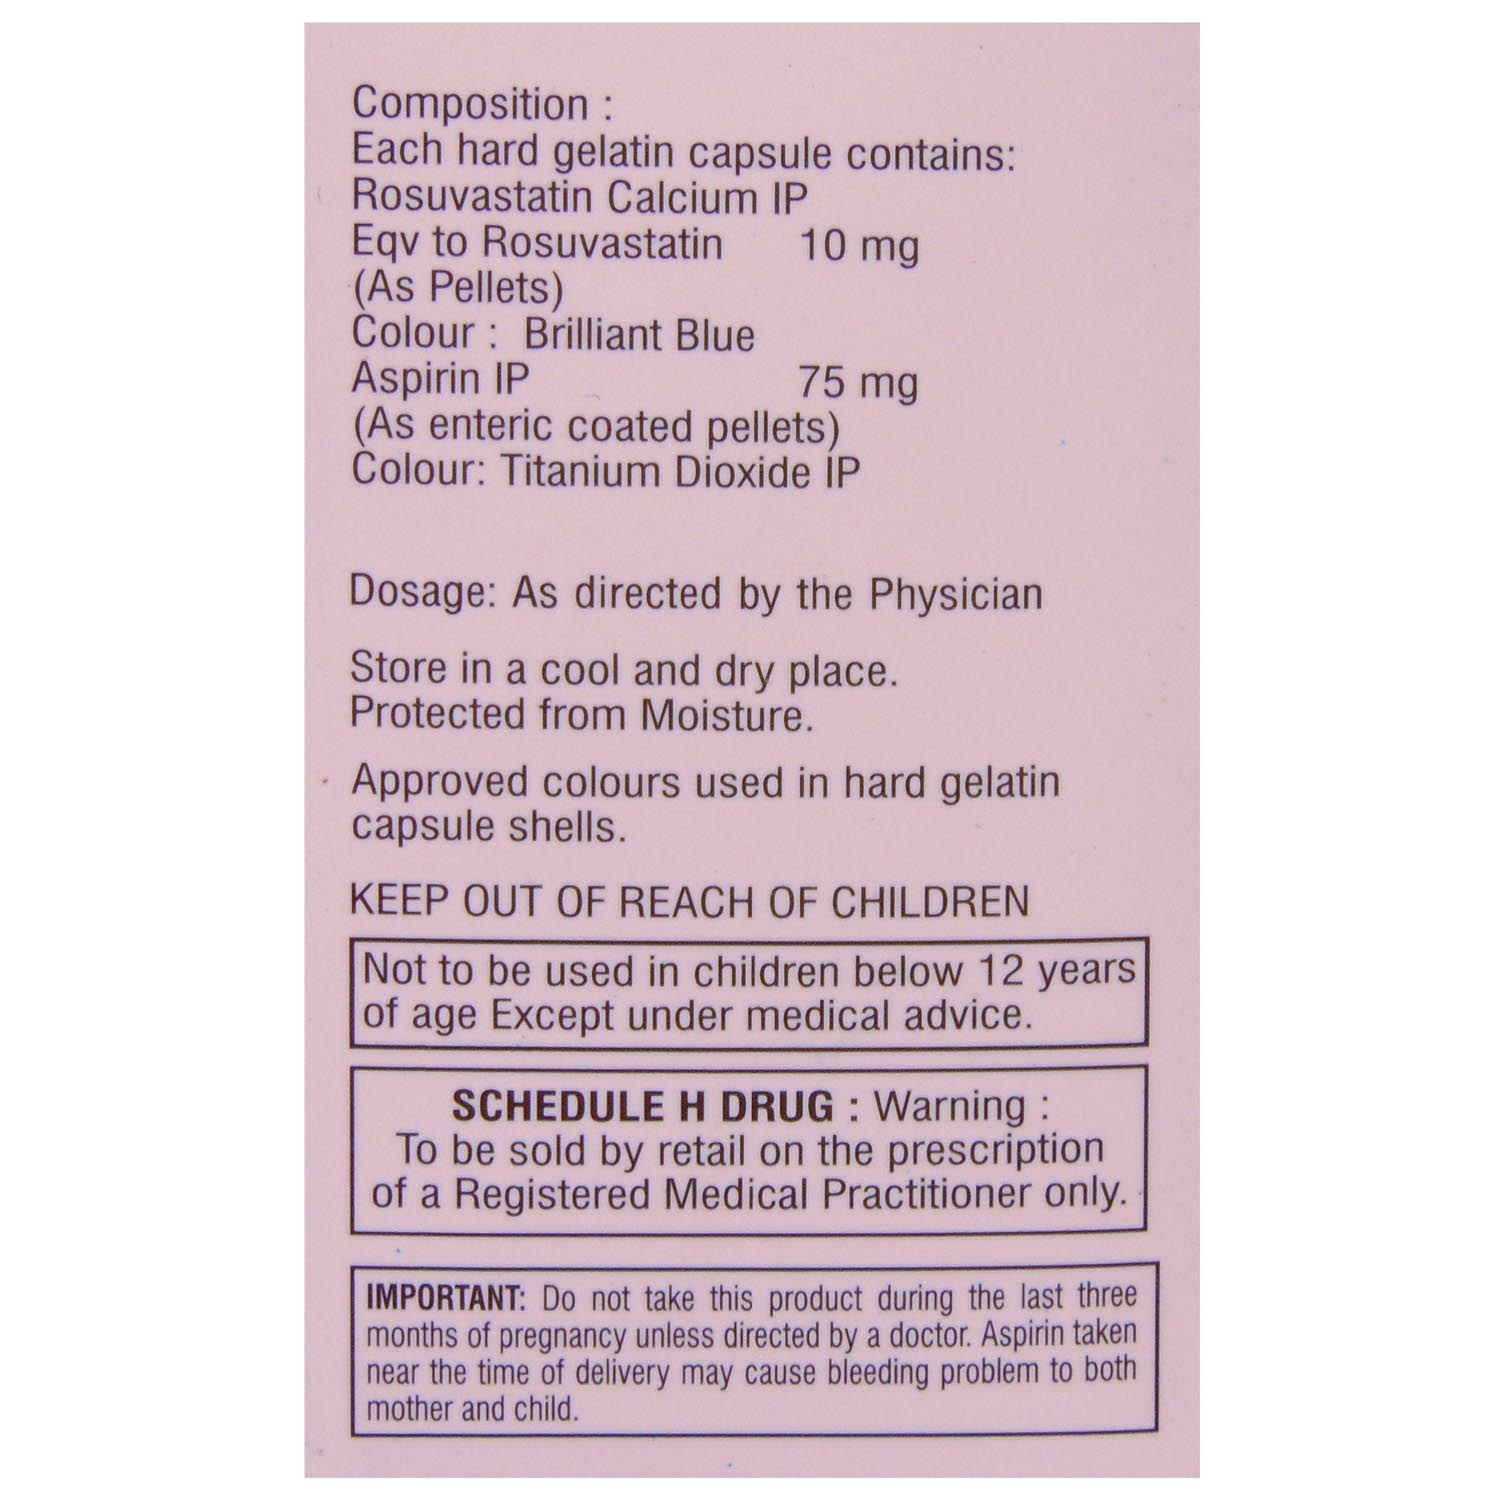 Composition :
Each hard gelatin capsule contains:
Rosuvastatin Calcium IP
Eqv to Rosuvastatin 10 mg
(As Pellets)
Colour : Brilliant Blue
Aspirin IP 75 mg
(As enteric coated pellets)
Colour: Titanium Dioxide IP
Dosage: As directed by the Physician
Store in a cool and dry place.
Protected from Moisture.
Approved colours used in hard gelatin
capsule shells.
KEEP OUT OF REACH OF CHILDREN
Not to be used in children below 12 years
of age Except under medical advice.
SCHEDULE H DRUG : Warning :
To be sold by retail on the prescription
of a Registered Medical Practitioner only.
IMPORTANT: Do not take this product during the last three
months of pregnancy unless directed by a doctor. Aspirin taken
near the time of delivery may cause bleeding problem to both
mother and child.